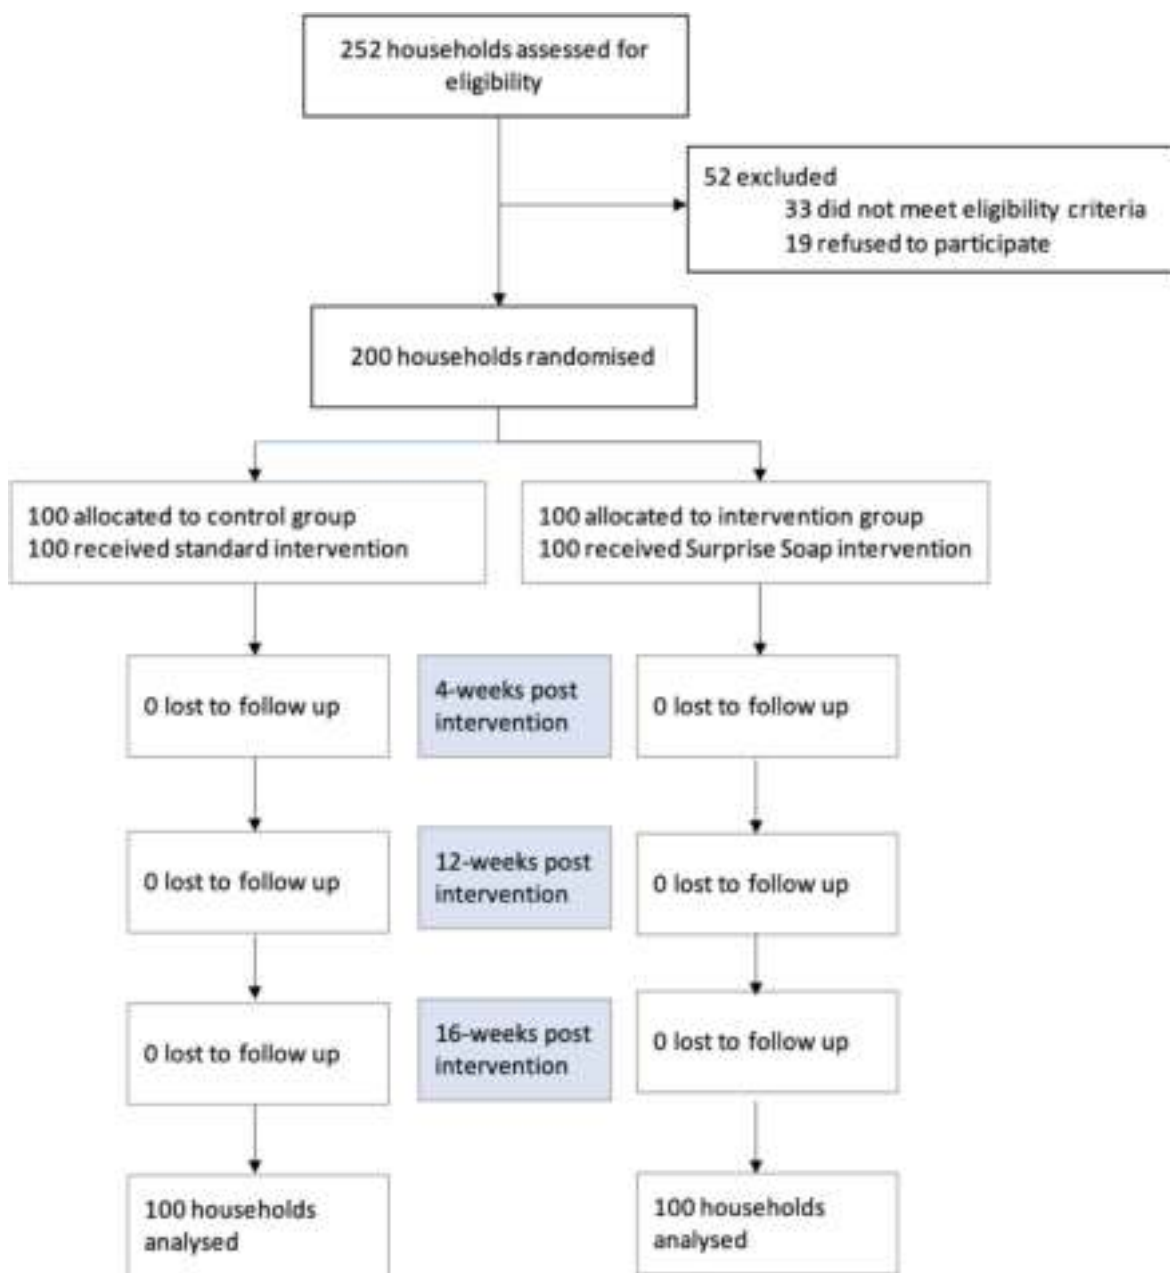 252 households assessed for
eligibility
52 excluded
33 did not meet eligibility criteria
19 refused to participate
200 households randomised
100 allocated to control group
100 received standard intervention
100 allocated to intervention group
100 received Surprise Soap intervention
0 lost to follow up
4-weeks post
intervention
0 lost to follow up
0 lost to follow up
12-weeks post
intervention
0 lost to follow up
0 lost to follow up
16-weeks post
intervention
0 lost to follow up
100 households
analysed
100 households
analysed